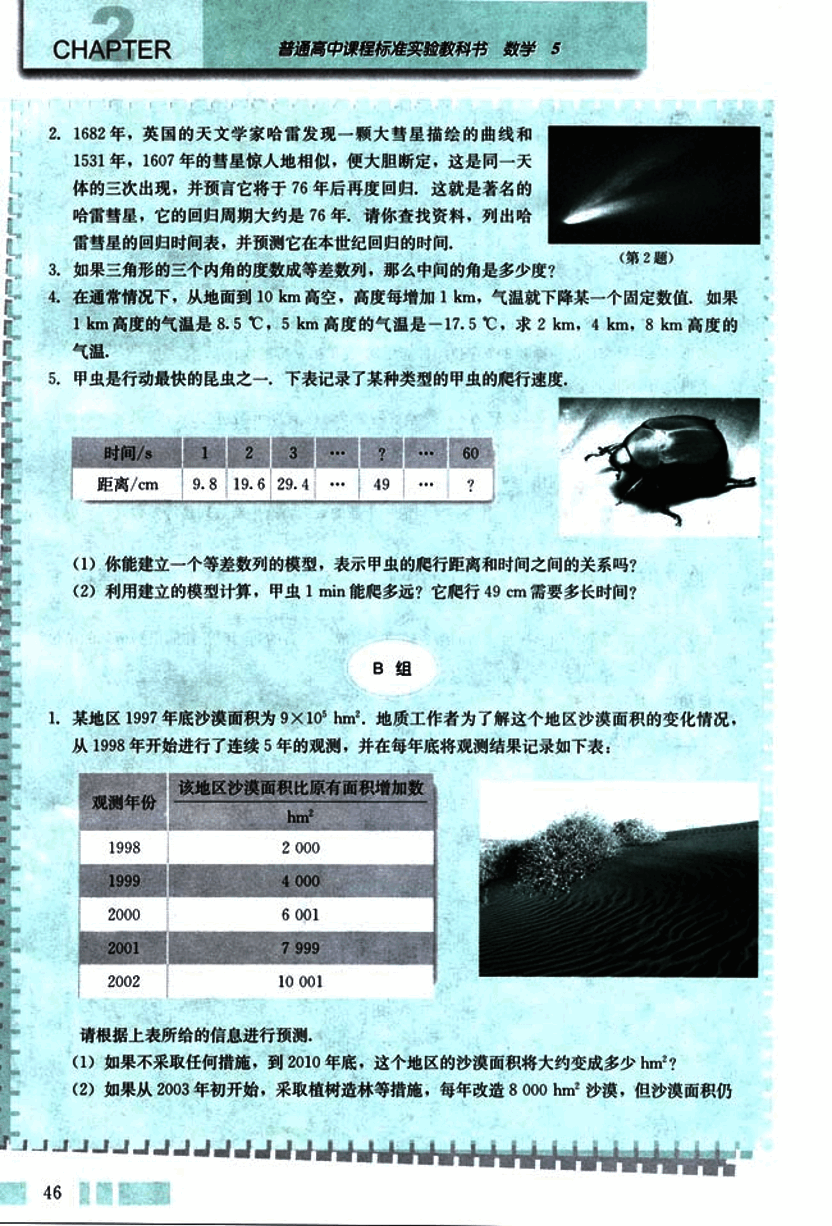 2
CHAPTER
普通高中课程标准实验教科书 数学 5
2. 1682 年，英国的天文学家哈雷发现一颗大彗星描绘的曲线和
1531 年，1607 年的彗星惊人地相似，便大胆断定，这是同一天
体的三次出现，并预言它将于 76 年后再度回归. 这就是著名的
哈雷彗星，它的回归周期大约是 76 年. 请你查找资料，列出哈
雷彗星的回归时间表，并预测它在本世纪回归的时间.
（第 2 题）
3. 如果三角形的三个内角的度数成等差数列，那么中间的角是多少度？
4. 在通常情况下，从地面到 10 km 高空，高度每增加 1 km，气温就下降某一个固定数值. 如果
1 km 高度的气温是 8.5 ℃，5 km 高度的气温是－17.5 ℃，求 2 km，4 km，8 km 高度的
气温.
5. 甲虫是行动最快的昆虫之一. 下表记录了某种类型的甲虫的爬行速度.
时间/s 1 2 3 … ? … 60
距离/cm 9.8 19.6 29.4 … 49 … ?
（1）你能建立一个等差数列的模型，表示甲虫的爬行距离和时间之间的关系吗？
（2）利用建立的模型计算，甲虫 1 min 能爬多远？它爬行 49 cm 需要多长时间？
B 组
1. 某地区 1997 年底沙漠面积为 9×10⁵ hm². 地质工作者为了解这个地区沙漠面积的变化情况，
从 1998 年开始进行了连续 5 年的观测，并在每年底将观测结果记录如下表：
观测年份 该地区沙漠面积比原有面积增加数
hm²
1998 2 000
1999 4 000
2000 6 001
2001 7 999
2002 10 001
请根据上表所给的信息进行预测.
（1）如果不采取任何措施，到 2010 年底，这个地区的沙漠面积将大约变成多少 hm²？
（2）如果从 2003 年初开始，采取植树造林等措施，每年改造 8 000 hm² 沙漠，但沙漠面积仍
46